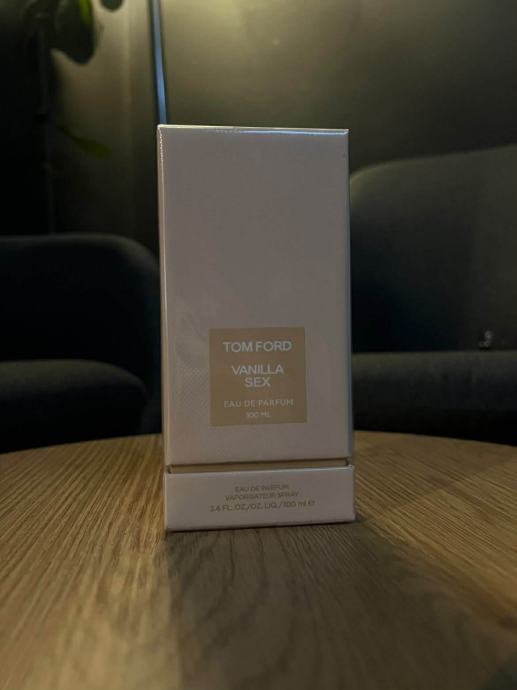 TOM FORD
VANILLA
SEX
EAU DE PARFUM
100 ML
EAU DE PARFUM
VAPORISATEUR SPRAY
3.4 FL. OZ./OZ. LIQ./100 ml ℮